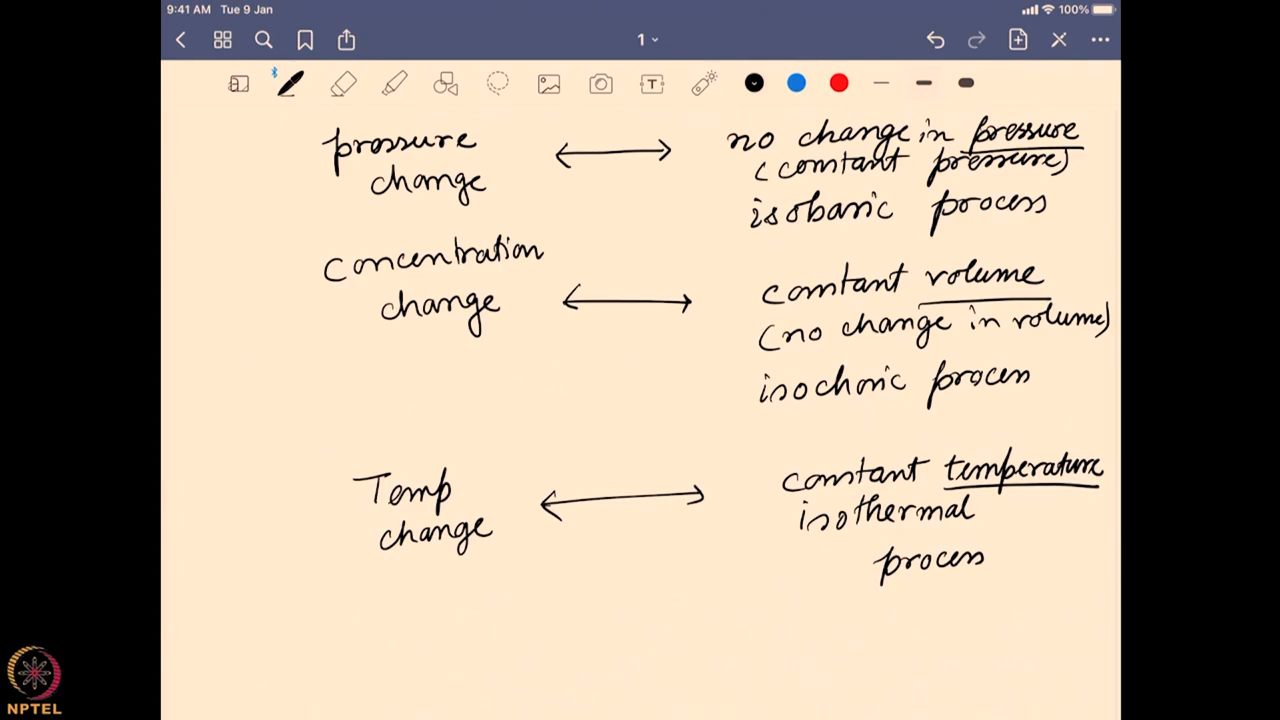 9:41 AM Tue 9 Jan
100%
1
T
pressure
change
no change in pressure
(constant pressure)
isobaric process
concentration
change
constant volume
(no change in volume)
isochoric process
Temp
change
constant temperature
isothermal
process
NPTEL